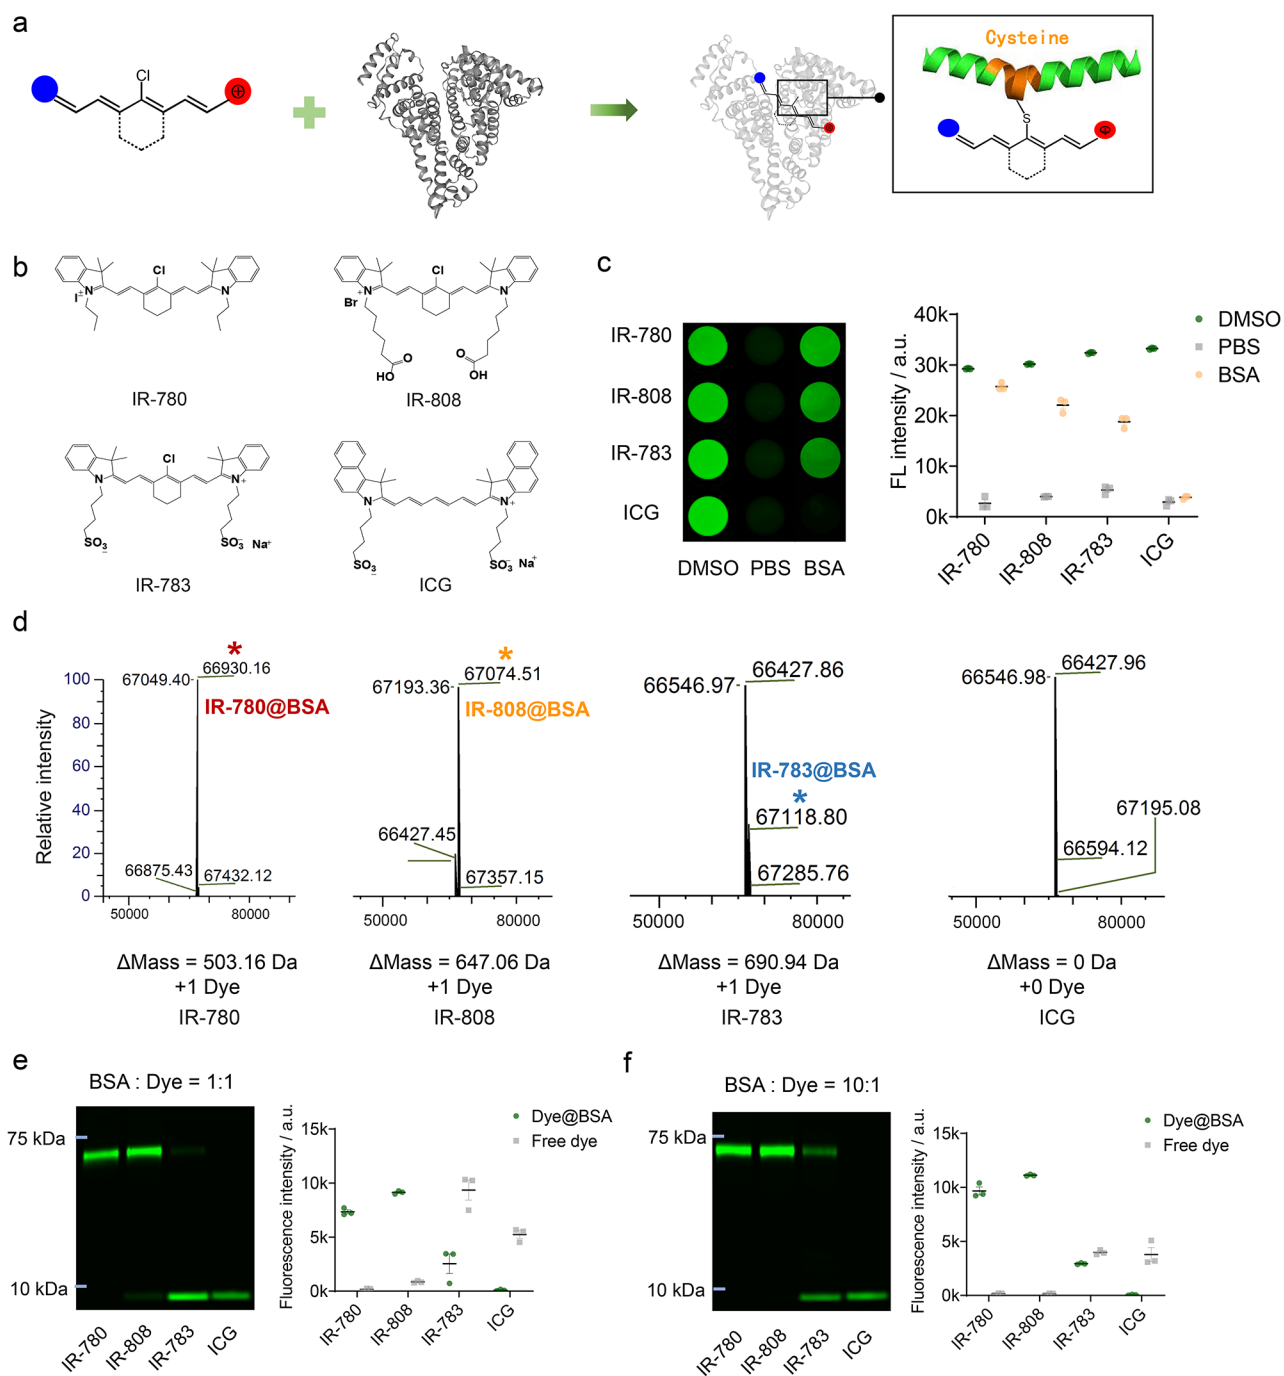 a
Cl
Cysteine
S
b
Cl
N
I
N
IR-780
Cl
N
Br
N
O
HO
O
OH
IR-808
Cl
N
N
SO3
SO3 Na+
IR-783
N
N
SO3
SO3 Na+
ICG
c
IR-780
IR-808
IR-783
ICG
DMSO PBS BSA
FL intensity / a.u.
40k
30k
20k
10k
0k
IR-780
IR-808
IR-783
ICG
DMSO
PBS
BSA
d
Relative intensity
100
80
60
40
20
0
67049.40
*
66930.16
IR-780@BSA
66875.43
67432.12
50000 80000
ΔMass = 503.16 Da
+1 Dye
IR-780
67193.36
*
67074.51
IR-808@BSA
66427.45
67357.15
50000 80000
ΔMass = 647.06 Da
+1 Dye
IR-808
66546.97
66427.86
IR-783@BSA
*
67118.80
67285.76
50000 80000
ΔMass = 690.94 Da
+1 Dye
IR-783
66546.98
66427.96
67195.08
66594.12
50000 80000
ΔMass = 0 Da
+0 Dye
ICG
e
BSA : Dye = 1:1
75 kDa
10 kDa
IR-780
IR-808
IR-783
ICG
Fluorescence intensity / a.u.
15k
10k
5k
0k
IR-780
IR-808
IR-783
ICG
Dye@BSA
Free dye
f
BSA : Dye = 10:1
75 kDa
10 kDa
IR-780
IR-808
IR-783
ICG
Fluorescence intensity / a.u.
15k
10k
5k
0k
IR-780
IR-808
IR-783
ICG
Dye@BSA
Free dye